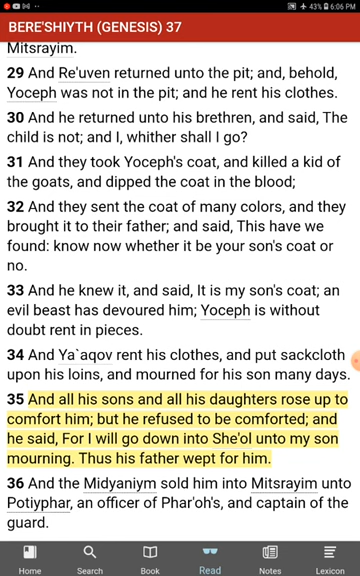 43% 6:06 PM
BERE'SHIYTH (GENESIS) 37
Mitsrayim.
29 And Re'uven returned unto the pit; and, behold,
Yoceph was not in the pit; and he rent his clothes.
30 And he returned unto his brethren, and said, The
child is not; and I, whither shall I go?
31 And they took Yoceph's coat, and killed a kid of
the goats, and dipped the coat in the blood;
32 And they sent the coat of many colors, and they
brought it to their father; and said, This have we
found: know now whether it be your son's coat or
no.
33 And he knew it, and said, It is my son's coat; an
evil beast has devoured him; Yoceph is without
doubt rent in pieces.
34 And Ya`aqov rent his clothes, and put sackcloth
upon his loins, and mourned for his son many days.
35 And all his sons and all his daughters rose up to
comfort him; but he refused to be comforted; and
he said, For I will go down into She'ol unto my son
mourning. Thus his father wept for him.
36 And the Midyaniym sold him into Mitsrayim unto
Potiyphar, an officer of Phar'oh's, and captain of the
guard.
Home Search Book Read Notes Lexicon